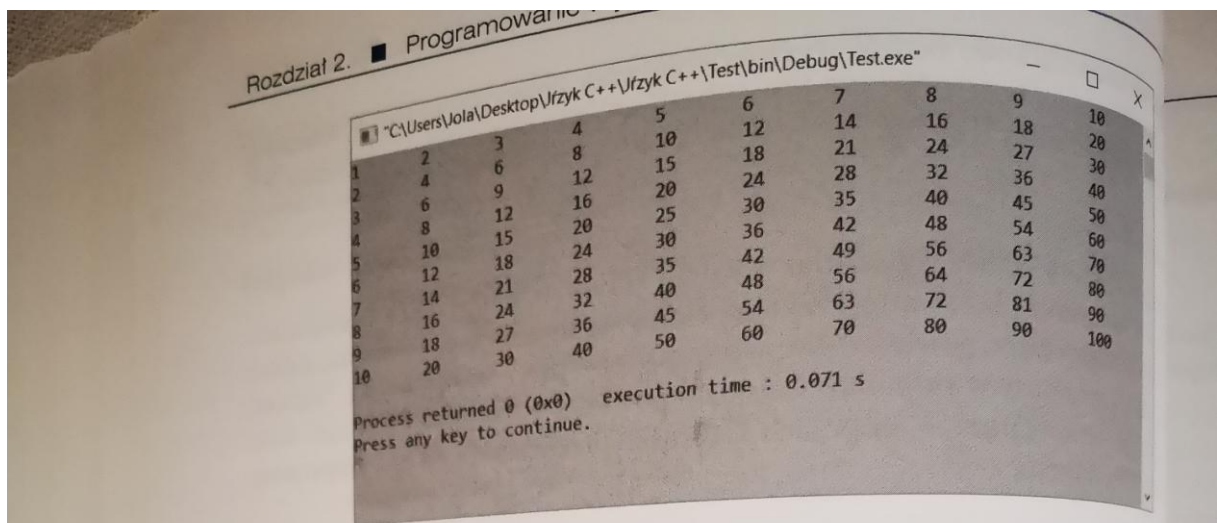 Rozdział 2. ■ Programowanie
"C:\Users\Jola\Desktop\Jŕzyk C++\Jŕzyk C++\Test\bin\Debug\Test.exe"
1 2 3 4 5 6 7 8 9 10
2 4 6 8 10 12 14 16 18 20
3 6 9 12 15 18 21 24 27 30
4 8 12 16 20 24 28 32 36 40
5 10 15 20 25 30 35 40 45 50
6 12 18 24 30 36 42 48 54 60
7 14 21 28 35 42 49 56 63 70
8 16 24 32 40 48 56 64 72 80
9 18 27 36 45 54 63 72 81 90
10 20 30 40 50 60 70 80 90 100
Process returned 0 (0x0) execution time : 0.071 s
Press any key to continue.